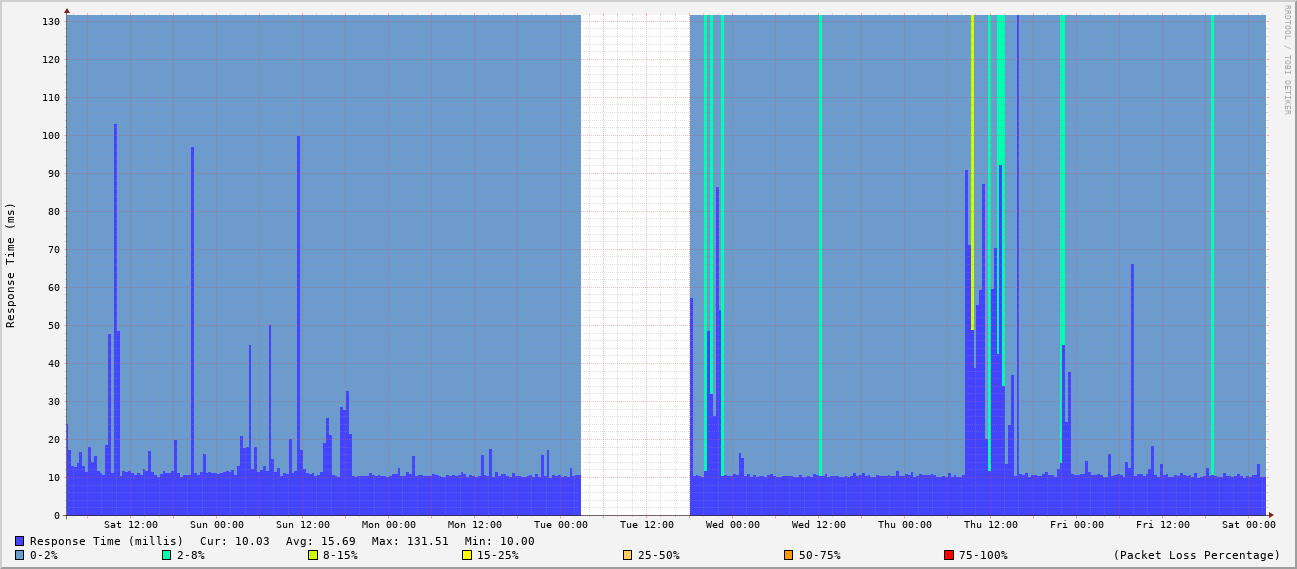 RRDTOOL / TOBI OETIKER
Response Time (ms)
130
120
110
100
90
80
70
60
50
40
30
20
10
0
Sat 12:00 Sun 00:00 Sun 12:00 Mon 00:00 Mon 12:00 Tue 00:00 Tue 12:00 Wed 00:00 Wed 12:00 Thu 00:00 Thu 12:00 Fri 00:00 Fri 12:00 Sat 00:00
Response Time (millis) Cur: 10.03 Avg: 15.69 Max: 131.51 Min: 10.00
0-2% 2-8% 8-15% 15-25% 25-50% 50-75% 75-100% (Packet Loss Percentage)